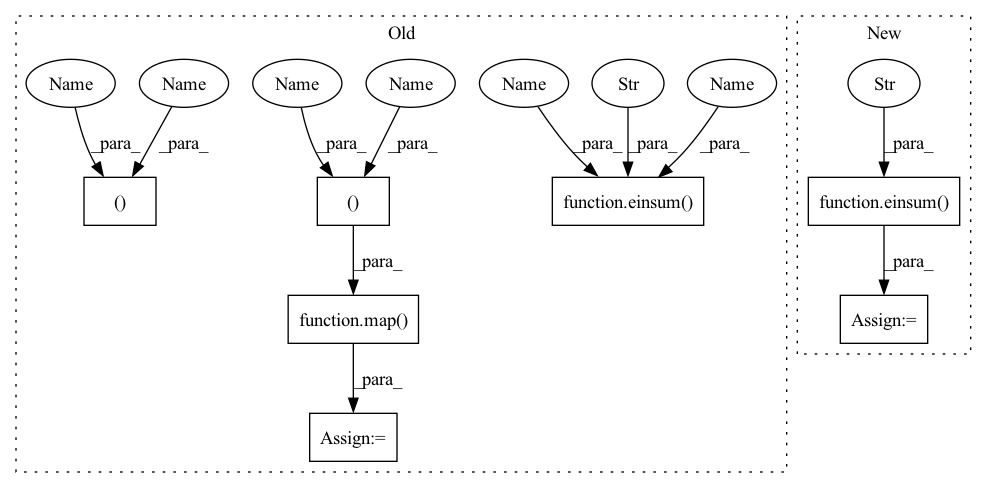 Old
New
Name
Name
Name
Name
Name
Str
Name
Str
_para_
_para_
_para_
_para_
_para_
_para_
_para_
_para_
()
()
function.einsum()
function.einsum()
_para_
_para_
function.map()
Assign:=
_para_
Assign:=